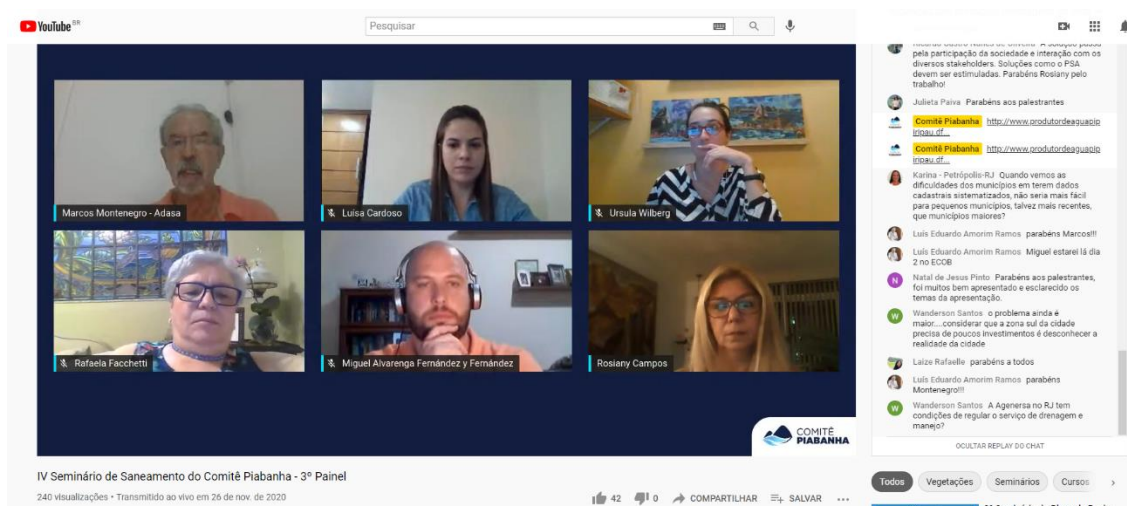 YouTube BR
Pesquisar
Marcos Montenegro - Adasa
Luisa Cardoso
Ursula Wilberg
Rafaela Facchetti
Miguel Alvarenga Fernández y Fernández
Rosiany Campos
COMITÊ
PIABANHA
IV Seminário de Saneamento do Comitê Piabanha - 3º Painel
240 visualizações • Transmitido ao vivo em 26 de nov. de 2020
42
0
COMPARTILHAR
SALVAR
pela participação da sociedade e interação com os
diversos stakeholders. Soluções como o PSA
devem ser estimuladas. Parabéns Rosiany pelo
trabalho!
Julieta Paiva Parabéns aos palestrantes
Comitê Piabanha http://www.produtordeaguapip
iripau.df...
Comitê Piabanha http://www.produtordeaguapip
iripau.df...
Karina - Petrópolis-RJ Quando vemos as
dificuldades dos municípios em terem dados
cadastrais sistematizados, não seria mais fácil
para pequenos municípios, talvez mais recentes,
que municípios maiores?
Luís Eduardo Amorim Ramos parabéns Marcos!!!
Luís Eduardo Amorim Ramos Miguel estarei lá dia
2 no ECOB
N
Natal de Jesus Pinto Parabéns aos palestrantes,
foi muitos bem apresentado e esclarecido os
temas da apresentação.
W
Wanderson Santos o problema ainda é
maior....considerar que a zona sul da cidade
precisa de poucos investimentos é desconhecer a
realidade da cidade
Laize Rafaelle parabéns a todos
Luís Eduardo Amorim Ramos parabéns
Montenegro!!!
W
Wanderson Santos A Agenersa no RJ tem
condições de regular o serviço de drenagem e
manejo?
OCULTAR REPLAY DO CHAT
Todos
Vegetações
Seminários
Cursos